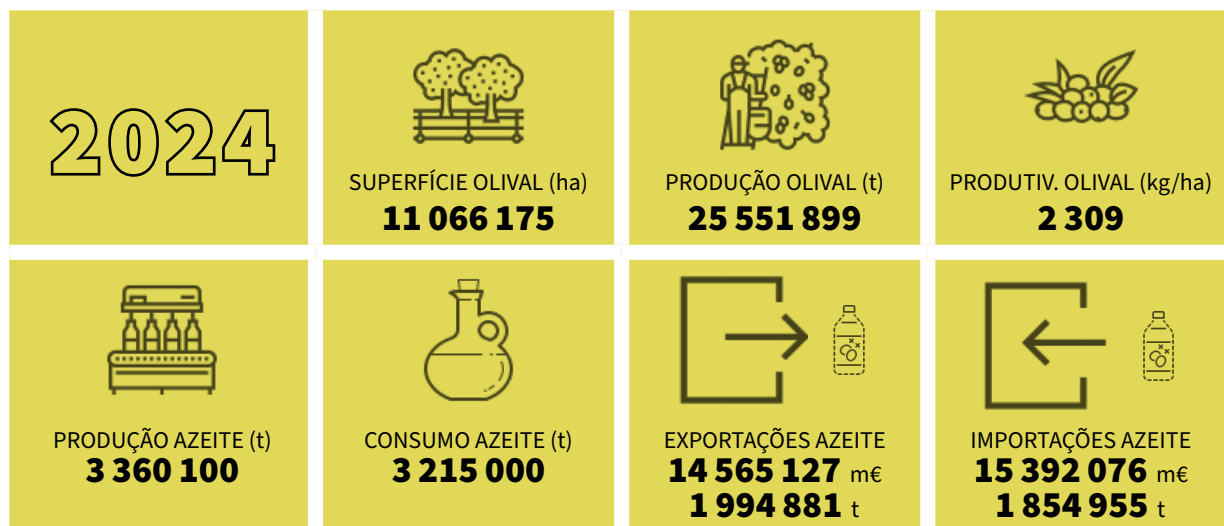 2024
SUPERFÍCIE OLIVAL (ha)
11 066 175
PRODUÇÃO OLIVAL (t)
25 551 899
PRODUTIV. OLIVAL (kg/ha)
2 309
PRODUÇÃO AZEITE (t)
3 360 100
CONSUMO AZEITE (t)
3 215 000
EXPORTAÇÕES AZEITE
14 565 127 m€
1 994 881 t
IMPORTAÇÕES AZEITE
15 392 076 m€
1 854 955 t